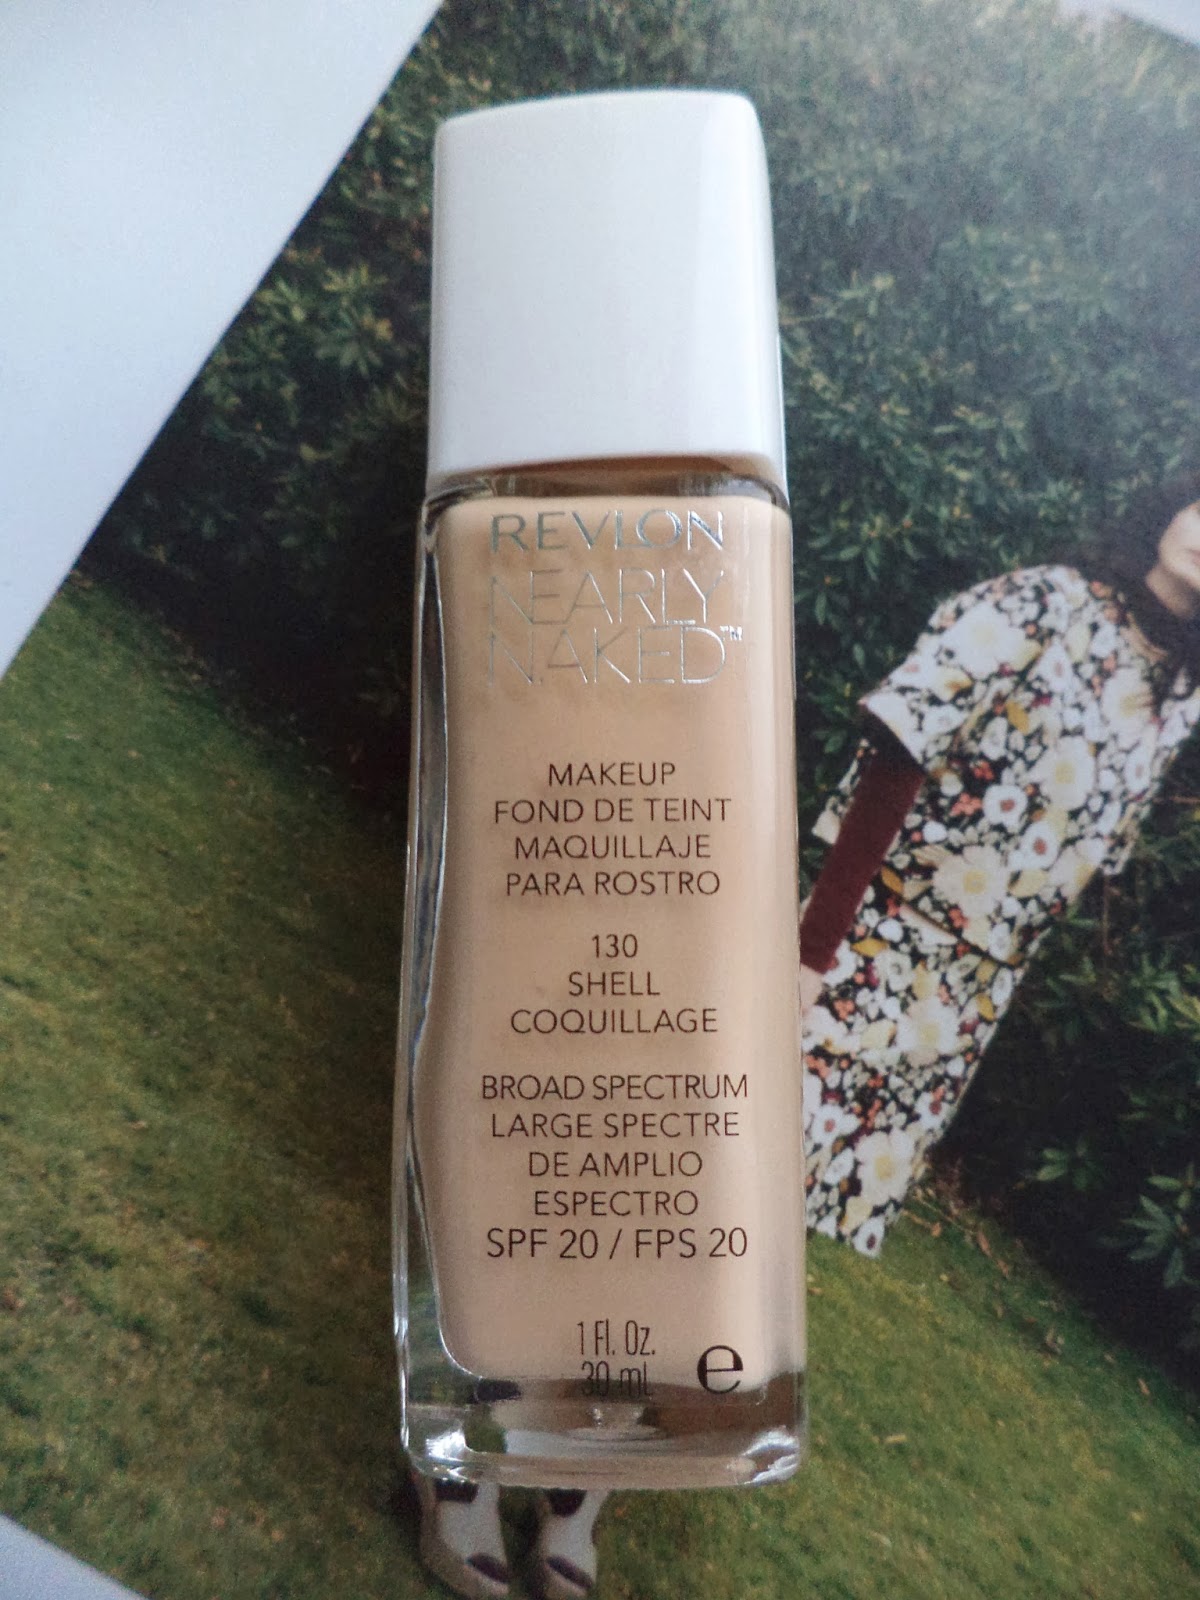 REVLON
NEARLY
NAKED™
MAKEUP
FOND DE TEINT
MAQUILLAJE
PARA ROSTRO
130
SHELL
COQUILLAGE
BROAD SPECTRUM
LARGE SPECTRE
DE AMPLIO
ESPECTRO
SPF 20 / FPS 20
1 Fl. Oz.
30 mL e